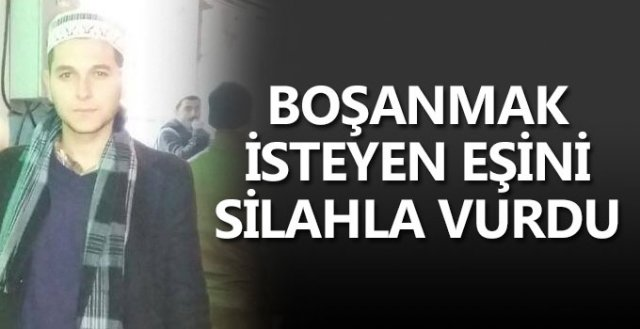 BOŞANMAK
İSTEYEN EŞİNİ
SİLAHLA VURDU